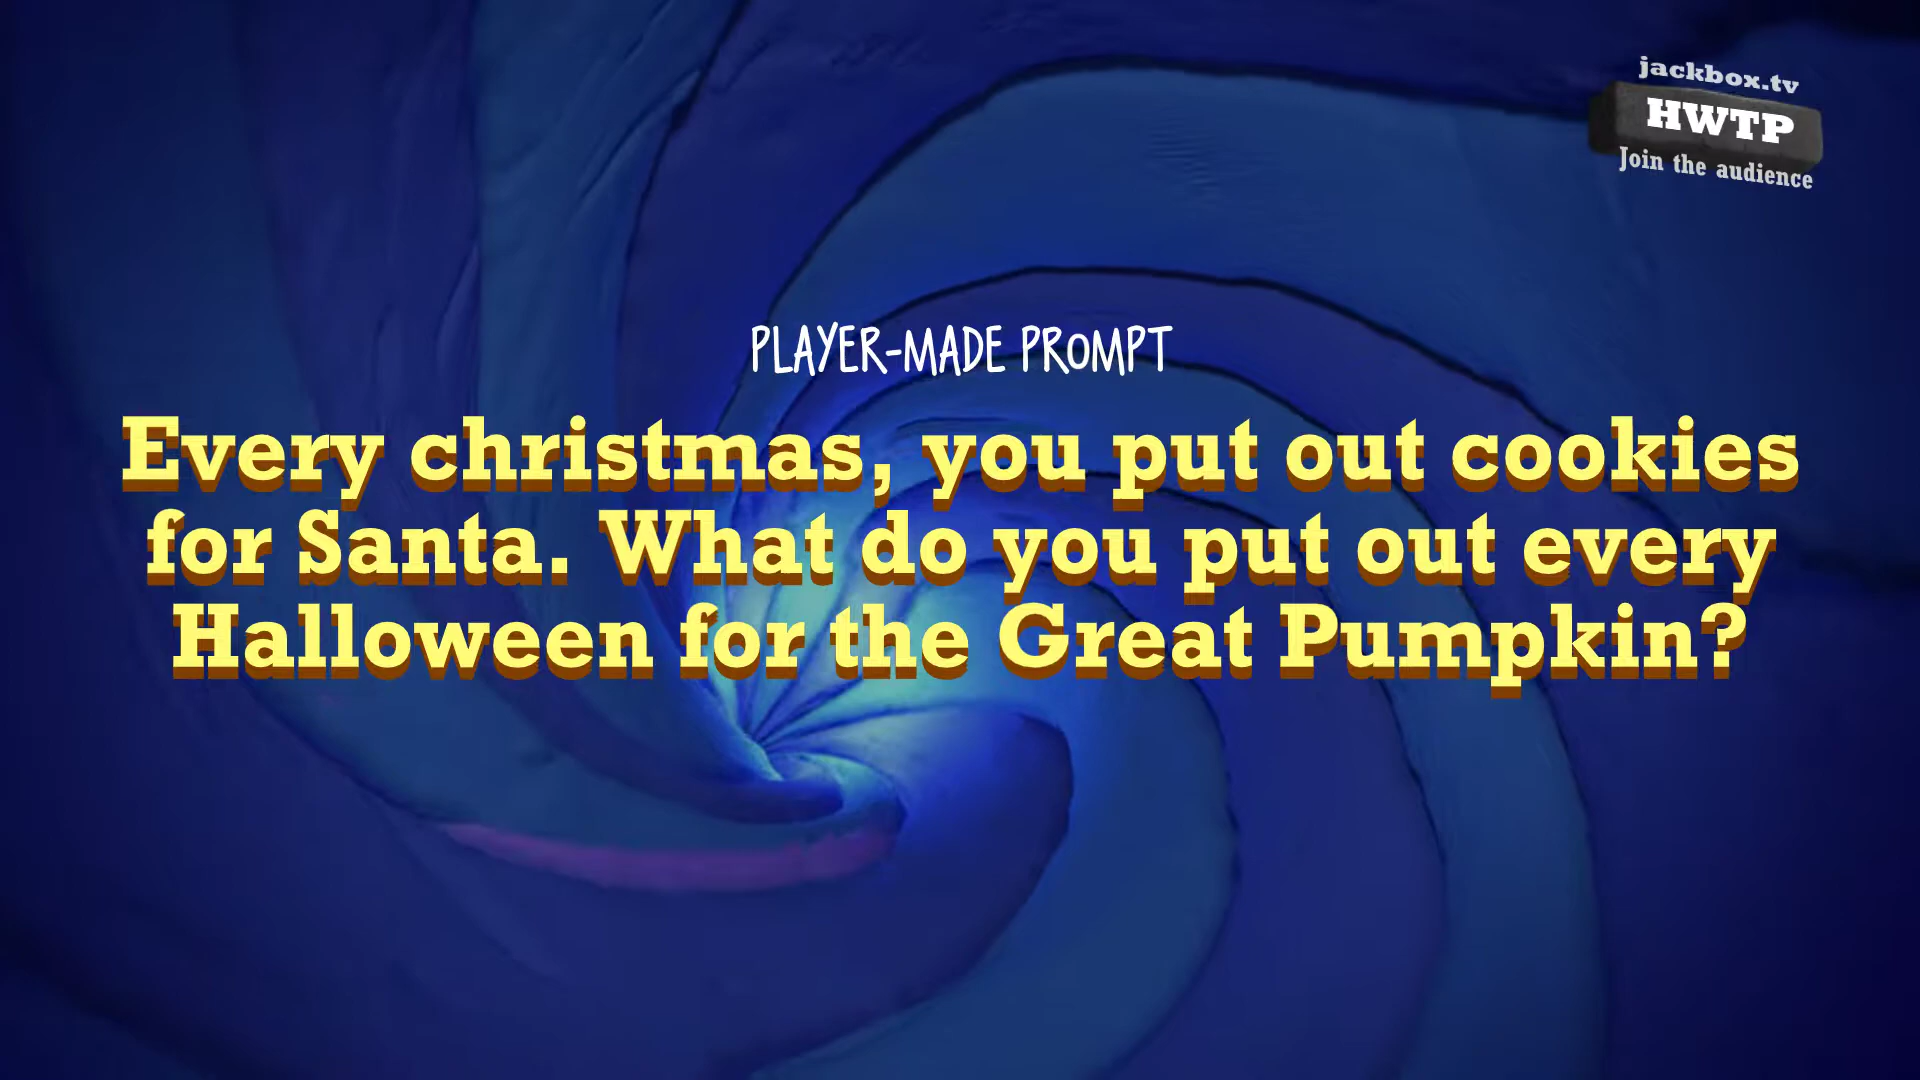 jackbox.tv
HWTP
Join the audience
PLAYER-MADE PROMPT
Every christmas, you put out cookies
for Santa. What do you put out every
Halloween for the Great Pumpkin?